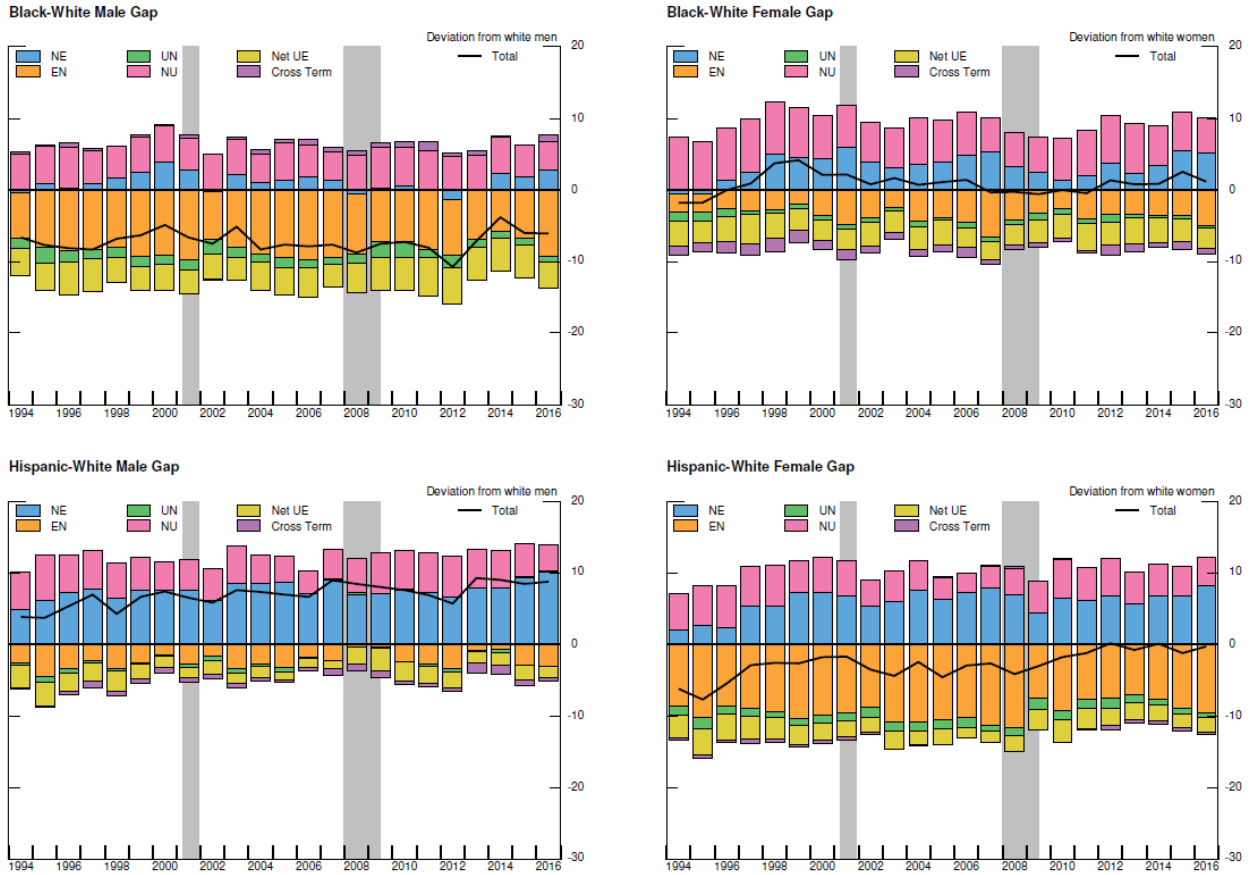 Black-White Male Gap
Deviation from white men
NE UN Net UE Total
EN NU Cross Term
20
10
0
-10
-20
-30
1994 1996 1998 2000 2002 2004 2006 2008 2010 2012 2014 2016
Black-White Female Gap
Deviation from white women
NE UN Net UE Total
EN NU Cross Term
20
10
0
-10
-20
-30
1994 1996 1998 2000 2002 2004 2006 2008 2010 2012 2014 2016
Hispanic-White Male Gap
Deviation from white men
NE UN Net UE Total
EN NU Cross Term
20
10
0
-10
-20
-30
1994 1996 1998 2000 2002 2004 2006 2008 2010 2012 2014 2016
Hispanic-White Female Gap
Deviation from white women
NE UN Net UE Total
EN NU Cross Term
20
10
0
-10
-20
-30
1994 1996 1998 2000 2002 2004 2006 2008 2010 2012 2014 2016